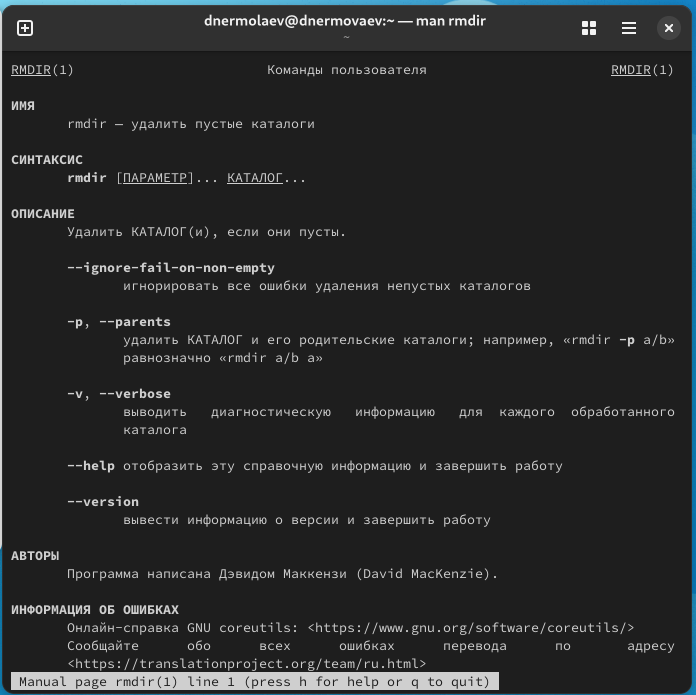 dnermolaev@dnermovaev:~ — man rmdir
~
RMDIR(1) Команды пользователя RMDIR(1)
ИМЯ
rmdir — удалить пустые каталоги
СИНТАКСИС
rmdir [ПАРАМЕТР]... КАТАЛОГ...
ОПИСАНИЕ
Удалить КАТАЛОГ(и), если они пусты.
--ignore-fail-on-non-empty
игнорировать все ошибки удаления непустых каталогов
-p, --parents
удалить КАТАЛОГ и его родительские каталоги; например, «rmdir -p a/b»
равнозначно «rmdir a/b a»
-v, --verbose
выводить диагностическую информацию для каждого обработанного
каталога
--help отобразить эту справочную информацию и завершить работу
--version
вывести информацию о версии и завершить работу
АВТОРЫ
Программа написана Дэвидом Маккензи (David MacKenzie).
ИНФОРМАЦИЯ ОБ ОШИБКАХ
Онлайн-справка GNU coreutils: <https://www.gnu.org/software/coreutils/>
Сообщайте обо всех ошибках перевода по адресу
<https://translationproject.org/team/ru.html>
Manual page rmdir(1) line 1 (press h for help or q to quit)